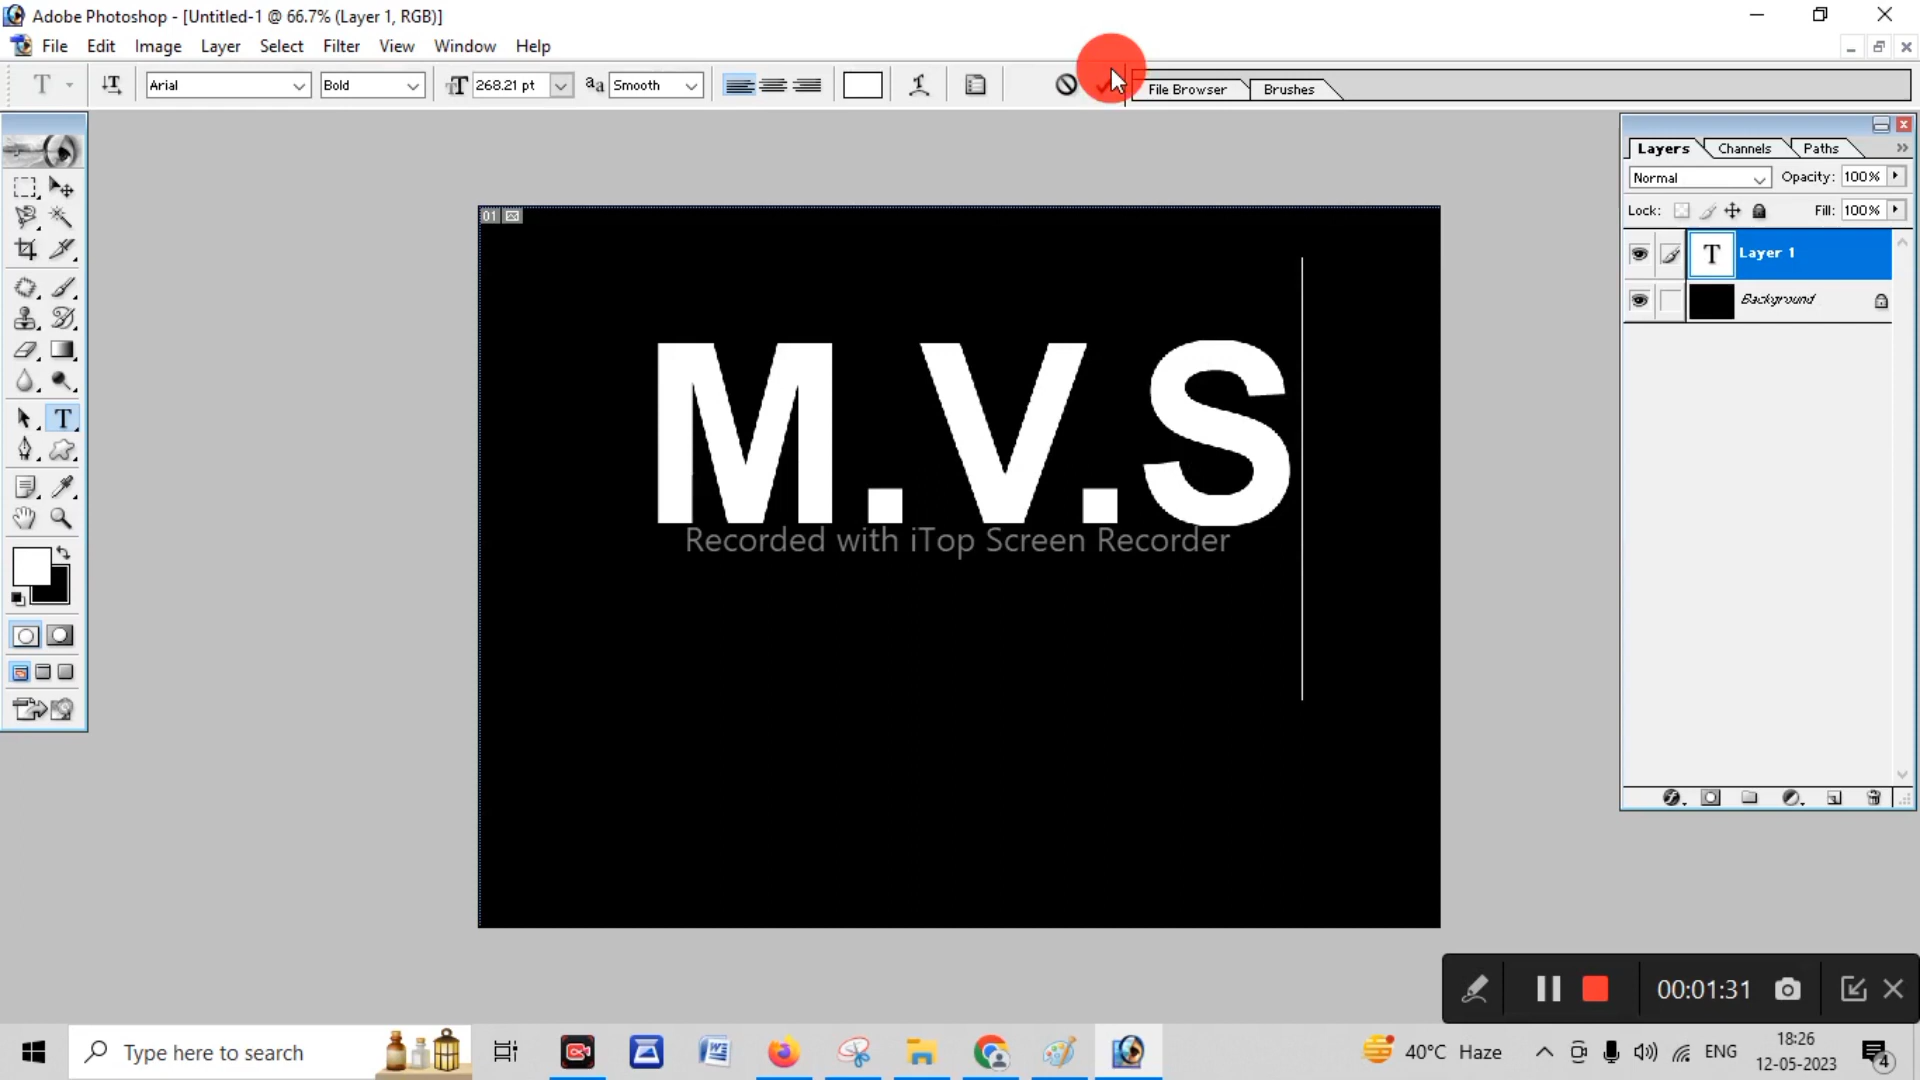 Adobe Photoshop - [Untitled-1 @ 66.7% (Layer 1, RGB)]
File Edit Image Layer Select Filter View Window Help
T Arial Bold T 268.21 pt aa Smooth File Browser Brushes
Layers Channels Paths
Normal Opacity: 100%
Lock: Fill: 100%
T Layer 1
Background
01
M.V.S
Recorded with iTop Screen Recorder
T
00:01:31
Type here to search
40°C Haze
ENG
18:26
12-05-2023
4